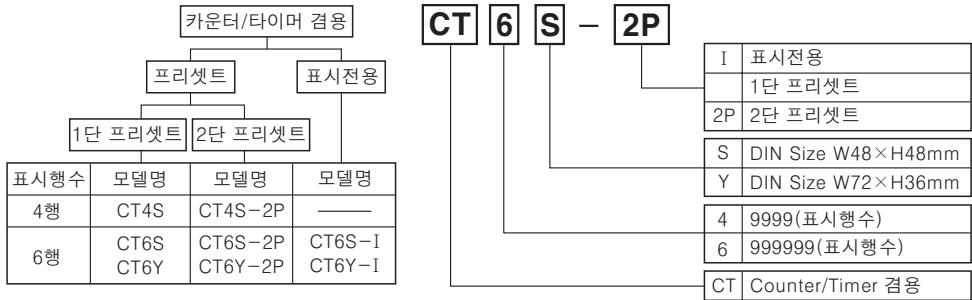 카운터/타이머 겸용
프리셋트 표시전용
1단 프리셋트 2단 프리셋트
표시행수 모델명 모델명 모델명
4행 CT4S CT4S-2P ———
6행 CT6S CT6S-2P CT6S-I
CT6Y CT6Y-2P CT6Y-I
CT 6 S - 2P
I 표시전용
1단 프리셋트
2P 2단 프리셋트
S DIN Size W48×H48mm
Y DIN Size W72×H36mm
4 9999(표시행수)
6 999999(표시행수)
CT Counter/Timer 겸용